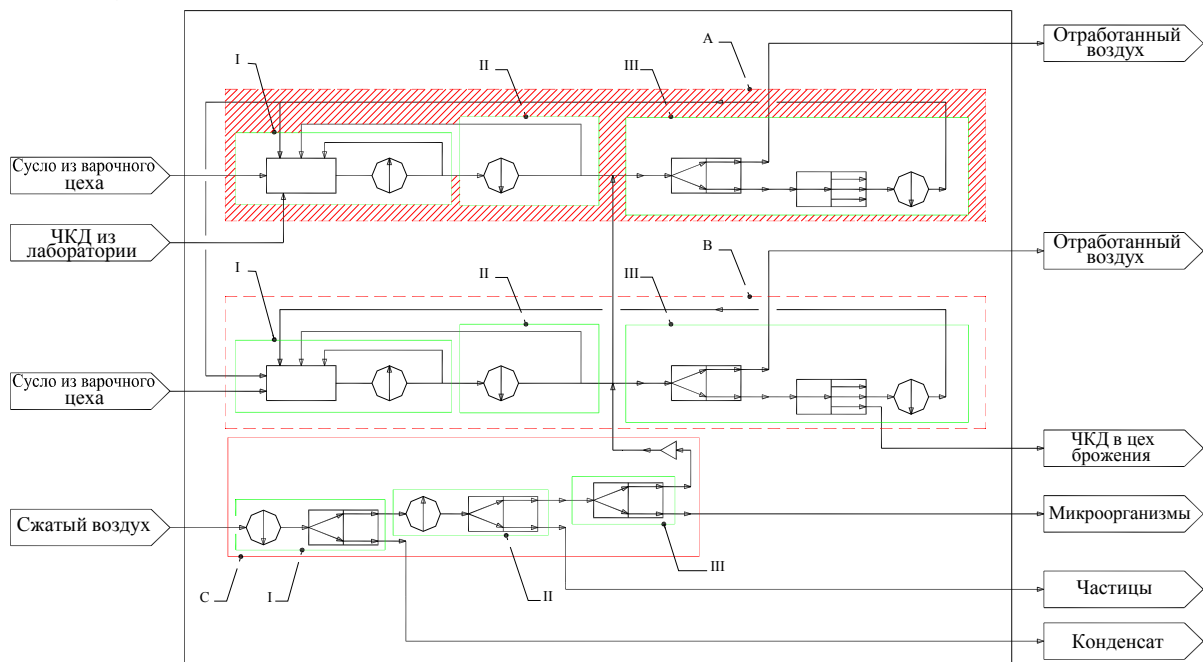 Отработанный
воздух
A
I
II
III
Сусло из варочного
цеха
ЧКД из
лаборатории
Отработанный
воздух
B
I
II
III
Сусло из варочного
цеха
ЧКД в цех
брожения
Сжатый воздух
Микроорганизмы
C
I
II
III
Частицы
Конденсат